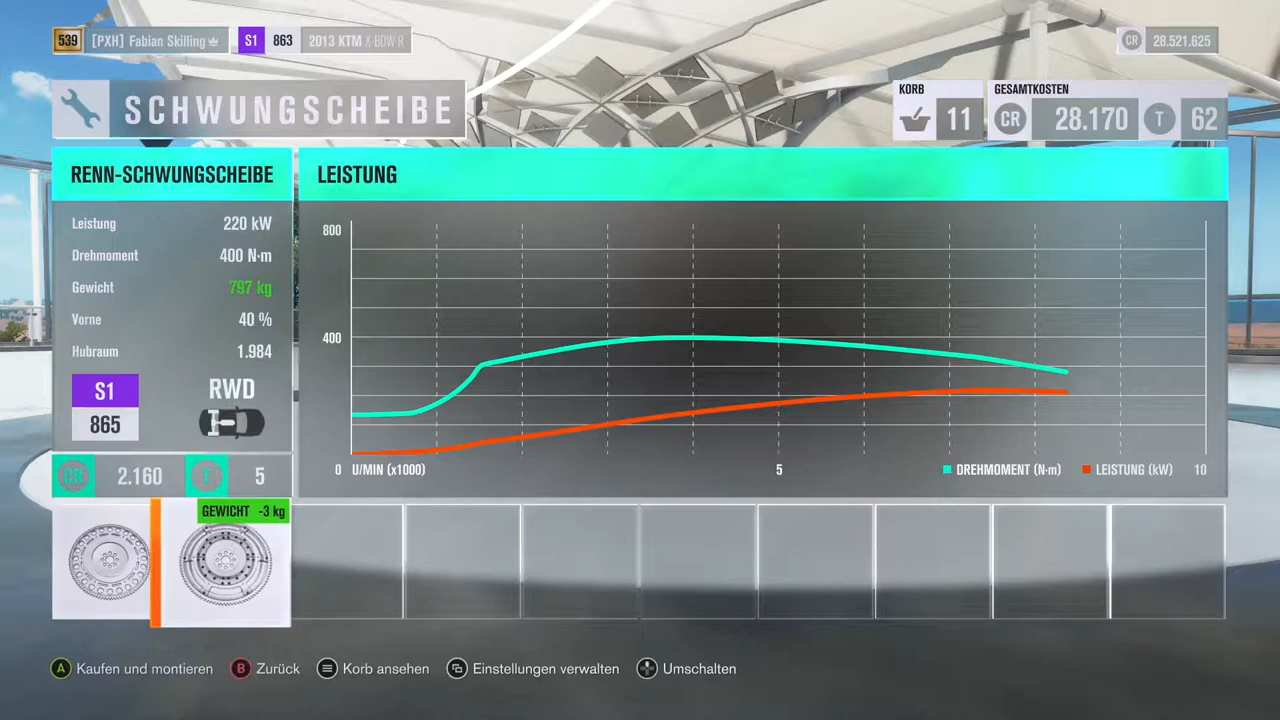 539 [PXH] Fabian Skilling S1 863 2013 KTM X-BOW R CR 28.521.625
SCHWUNGSCHEIBE
KORB
11
GESAMTKOSTEN
CR 28.170 T 62
RENN-SCHWUNGSCHEIBE
Leistung 220 kW
Drehmoment 400 N·m
Gewicht 797 kg
Vorne 40 %
Hubraum 1.984
S1 RWD
865
CR 2.160 T 5
LEISTUNG
800
400
0 U/MIN (x1000) 5 DREHMOMENT (N·m) LEISTUNG (kW) 10
GEWICHT -3 kg
A Kaufen und montieren B Zurück Korb ansehen Einstellungen verwalten Umschalten